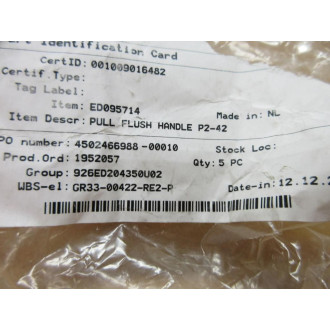 Identification Card
CertID: 001009016482
Certif.Type:
Tag Label:
Item: ED095714
Made in: NL
Item Descr: PULL FLUSH HANDLE P2-42
PO number: 4502466988-00010
Stock Loc:
Prod.Ord: 1952057
Qty: 5 PC
Group: 926ED204350U02
WBS-el: GR33-00422-RE2-P
Date-in: 12.12.2